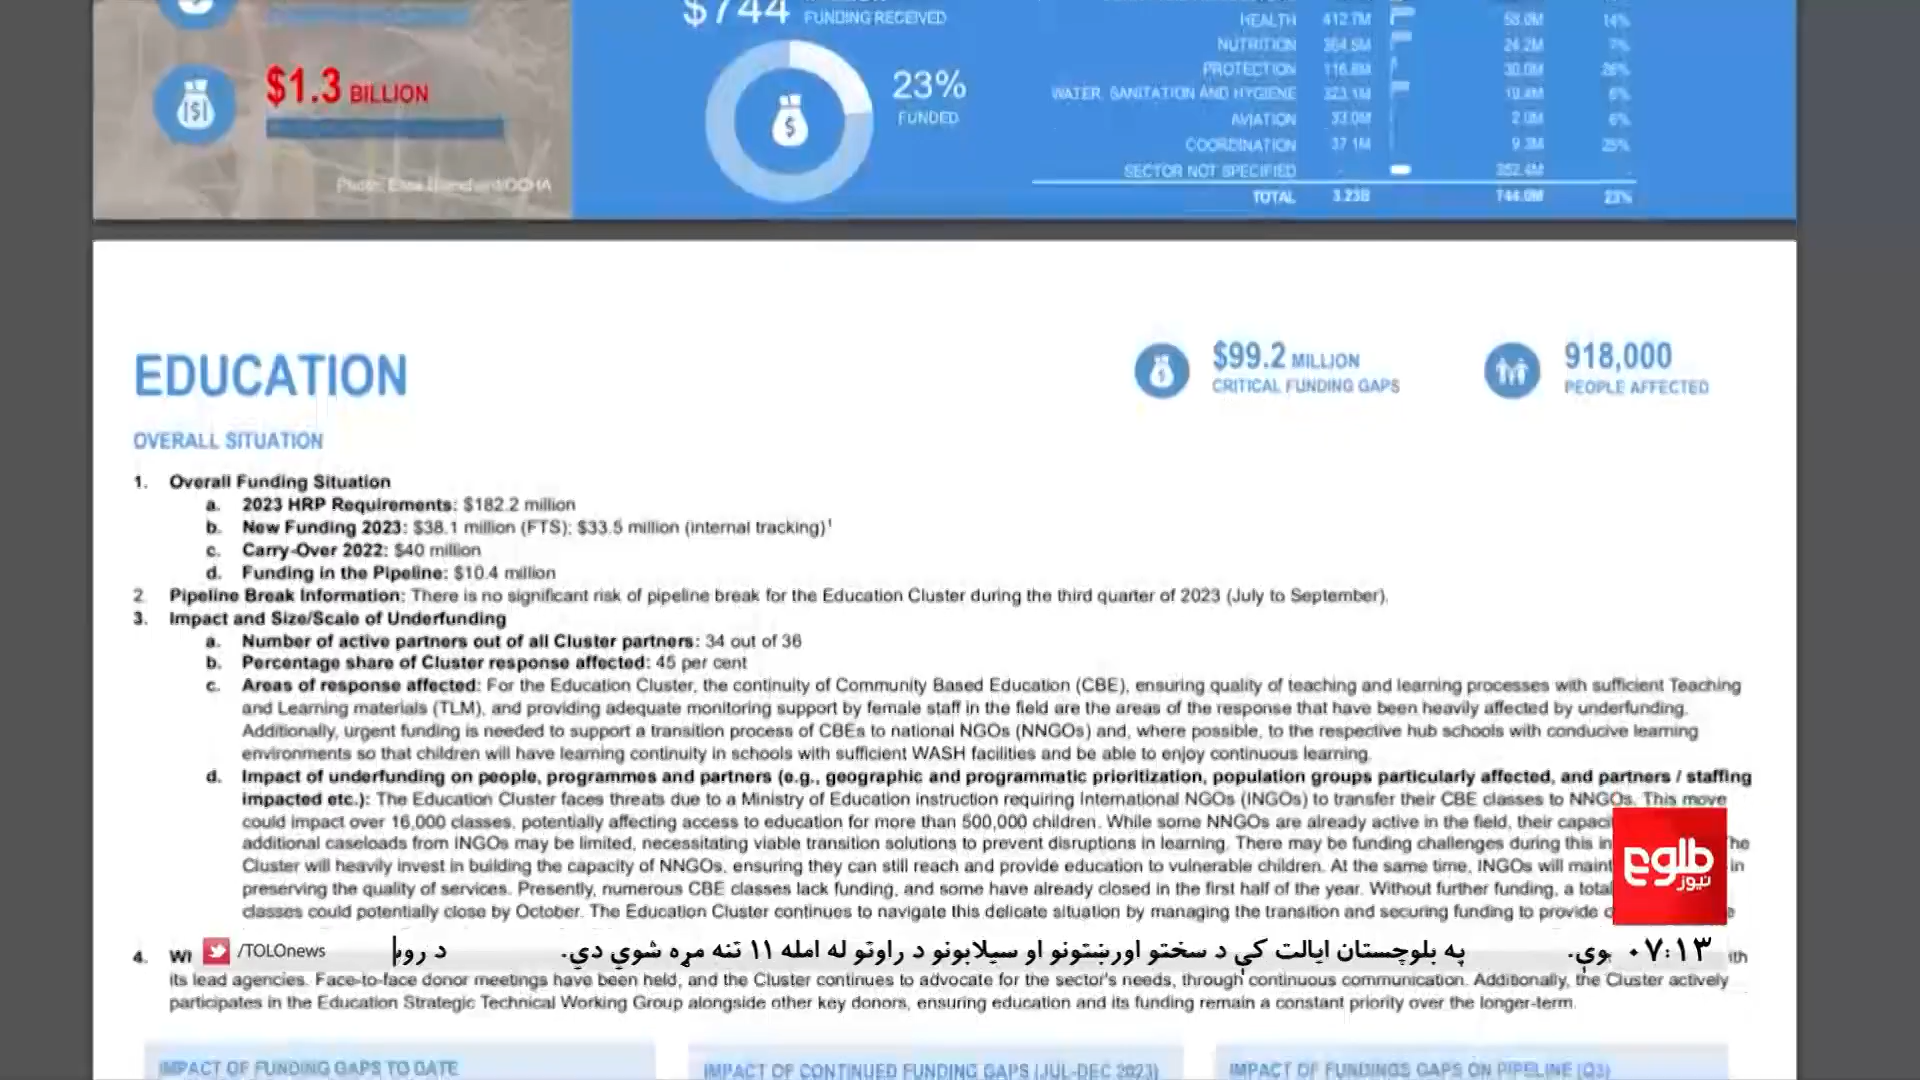 $744 FUNDING RECEIVED
$1.3 BILLION
23%
FUNDED
Photo: /OCHA
HEALTH 412.7M 58.0M 14%
NUTRITION 364.5M 24.2M 7%
PROTECTION 116.8M 30.0M 26%
WATER, SANITATION AND HYGIENE 323.1M 6%
AVIATION 33.0M 2.0M 6%
COORDINATION 37.1M 9.3M 25%
SECTOR NOT SPECIFIED - 352.4M -
TOTAL 3.23B 744.0M 23%
EDUCATION
$99.2 MILLION
CRITICAL FUNDING GAPS
918,000
PEOPLE AFFECTED
OVERALL SITUATION
1. Overall Funding Situation
a. 2023 HRP Requirements: $182.2 million
b. New Funding 2023: $38.1 million (FTS); $33.5 million (internal tracking)¹
c. Carry-Over 2022: $40 million
d. Funding in the Pipeline: $10.4 million
2. Pipeline Break Information: There is no significant risk of pipeline break for the Education Cluster during the third quarter of 2023 (July to September).
3. Impact and Size/Scale of Underfunding
a. Number of active partners out of all Cluster partners: 34 out of 36
b. Percentage share of Cluster response affected: 45 per cent
c. Areas of response affected: For the Education Cluster, the continuity of Community Based Education (CBE), ensuring quality of teaching and learning processes with sufficient Teaching
and Learning materials (TLM), and providing adequate monitoring support by female staff in the field are the areas of the response that have been heavily affected by underfunding.
Additionally, urgent funding is needed to support a transition process of CBEs to national NGOs (NNGOs) and, where possible, to the respective hub schools with conducive learning
environments so that children will have learning continuity in schools with sufficient WASH facilities and be able to enjoy continuous learning.
d. Impact of underfunding on people, programmes and partners (e.g., geographic and programmatic prioritization, population groups particularly affected, and partners / staffing
impacted etc.): The Education Cluster faces threats due to a Ministry of Education instruction requiring International NGOs (INGOs) to transfer their CBE classes to NNGOs. This move
could impact over 16,000 classes, potentially affecting access to education for more than 500,000 children. While some NNGOs are already active in the field, their capaci
additional caseloads from INGOs may be limited, necessitating viable transition solutions to prevent disruptions in learning. There may be funding challenges during this in he
Cluster will heavily invest in building the capacity of NNGOs, ensuring they can still reach and provide education to vulnerable children. At the same time, INGOs will maint in
preserving the quality of services. Presently, numerous CBE classes lack funding, and some have already closed in the first half of the year. Without further funding, a total
classes could potentially close by October. The Education Cluster continues to navigate this delicate situation by managing the transition and securing funding to provide c e
طلوع
نیوز
4. Wi /TOLOnews د روبا په بلوچستان ایالت کې د سختو اورښتونو او سیلابونو د راوتو له امله ۱۱ تنه مړه شوي دي. وي. ۰۷:۱۳ ith
its lead agencies. Face-to-face donor meetings have been held, and the Cluster continues to advocate for the sector's needs, through continuous communication. Additionally, the Cluster actively
participates in the Education Strategic Technical Working Group alongside other key donors, ensuring education and its funding remain a constant priority over the longer-term.
IMPACT OF FUNDING GAPS TO DATE
IMPACT OF CONTINUED FUNDING GAPS (JUL-DEC 2023)
IMPACT OF FUNDINGS GAPS ON PIPELINE (Q3)